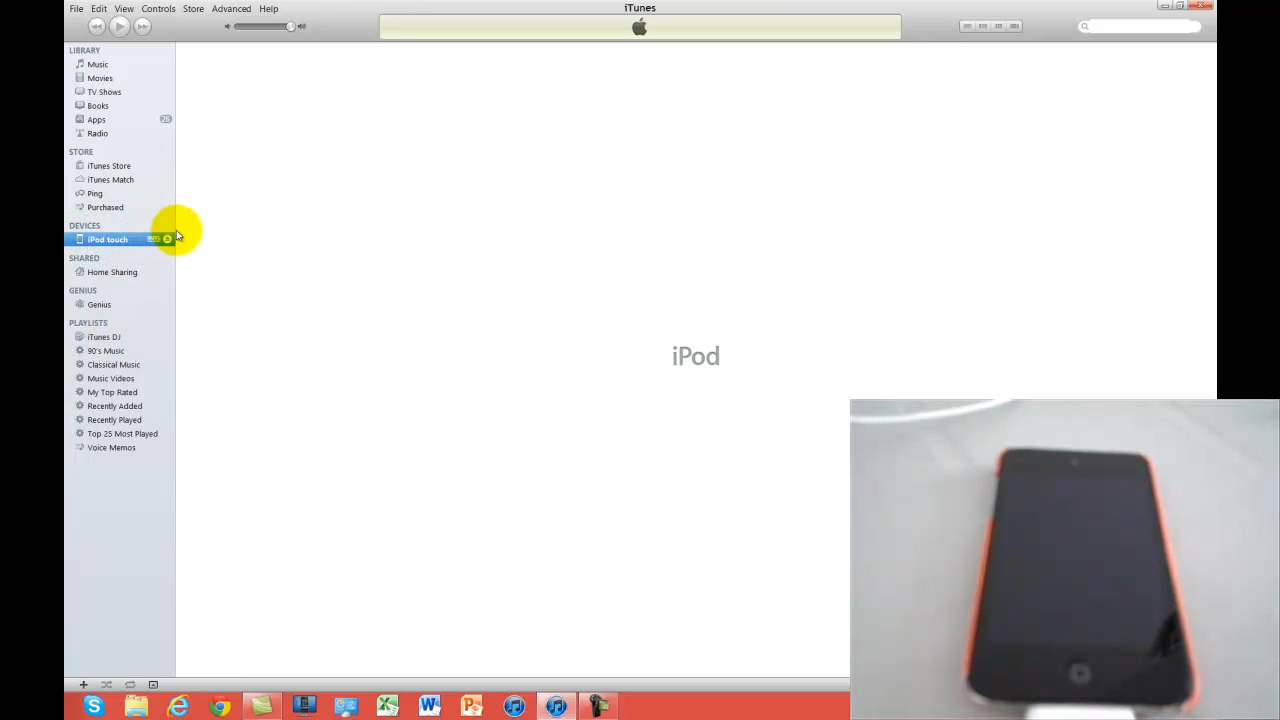 File Edit View Controls Store Advanced Help
iTunes
LIBRARY
Music
Movies
TV Shows
Books
Apps 26
Radio
STORE
iTunes Store
iTunes Match
Ping
Purchased
DEVICES
iPod touch
SHARED
Home Sharing
GENIUS
Genius
PLAYLISTS
iTunes DJ
90's Music
Classical Music
Music Videos
My Top Rated
Recently Added
Recently Played
Top 25 Most Played
Voice Memos
iPod